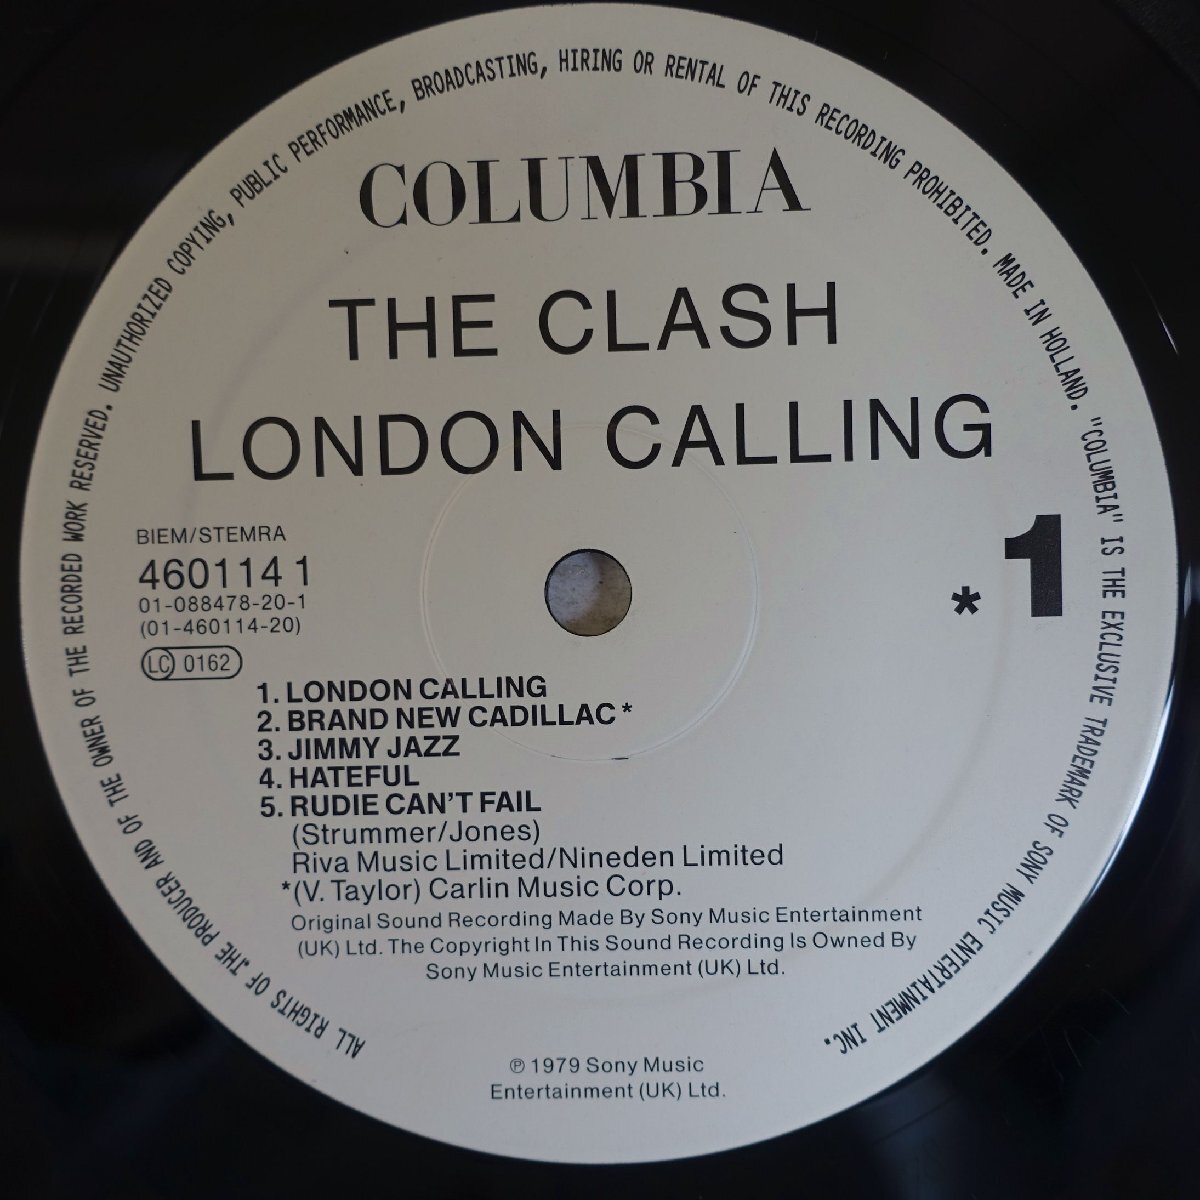 ALL RIGHTS OF THE PRODUCER AND OF THE OWNER OF THE RECORDED WORK RESERVED. UNAUTHORIZED COPYING, PUBLIC PERFORMANCE, BROADCASTING, HIRING OR RENTAL OF THIS RECORDING PROHIBITED. MADE IN HOLLAND. "COLUMBIA" IS THE EXCLUSIVE TRADEMARK OF SONY MUSIC ENTERTAINMENT INC.
COLUMBIA
THE CLASH
LONDON CALLING
BIEM/STEMRA
460114 1
01-088478-20-1
(01-460114-20)
LC 0162
* 1
1. LONDON CALLING
2. BRAND NEW CADILLAC*
3. JIMMY JAZZ
4. HATEFUL
5. RUDIE CAN'T FAIL
(Strummer/Jones)
Riva Music Limited/Nineden Limited
*(V. Taylor) Carlin Music Corp.
Original Sound Recording Made By Sony Music Entertainment
(UK) Ltd. The Copyright In This Sound Recording Is Owned By
Sony Music Entertainment (UK) Ltd.
℗ 1979 Sony Music
Entertainment (UK) Ltd.